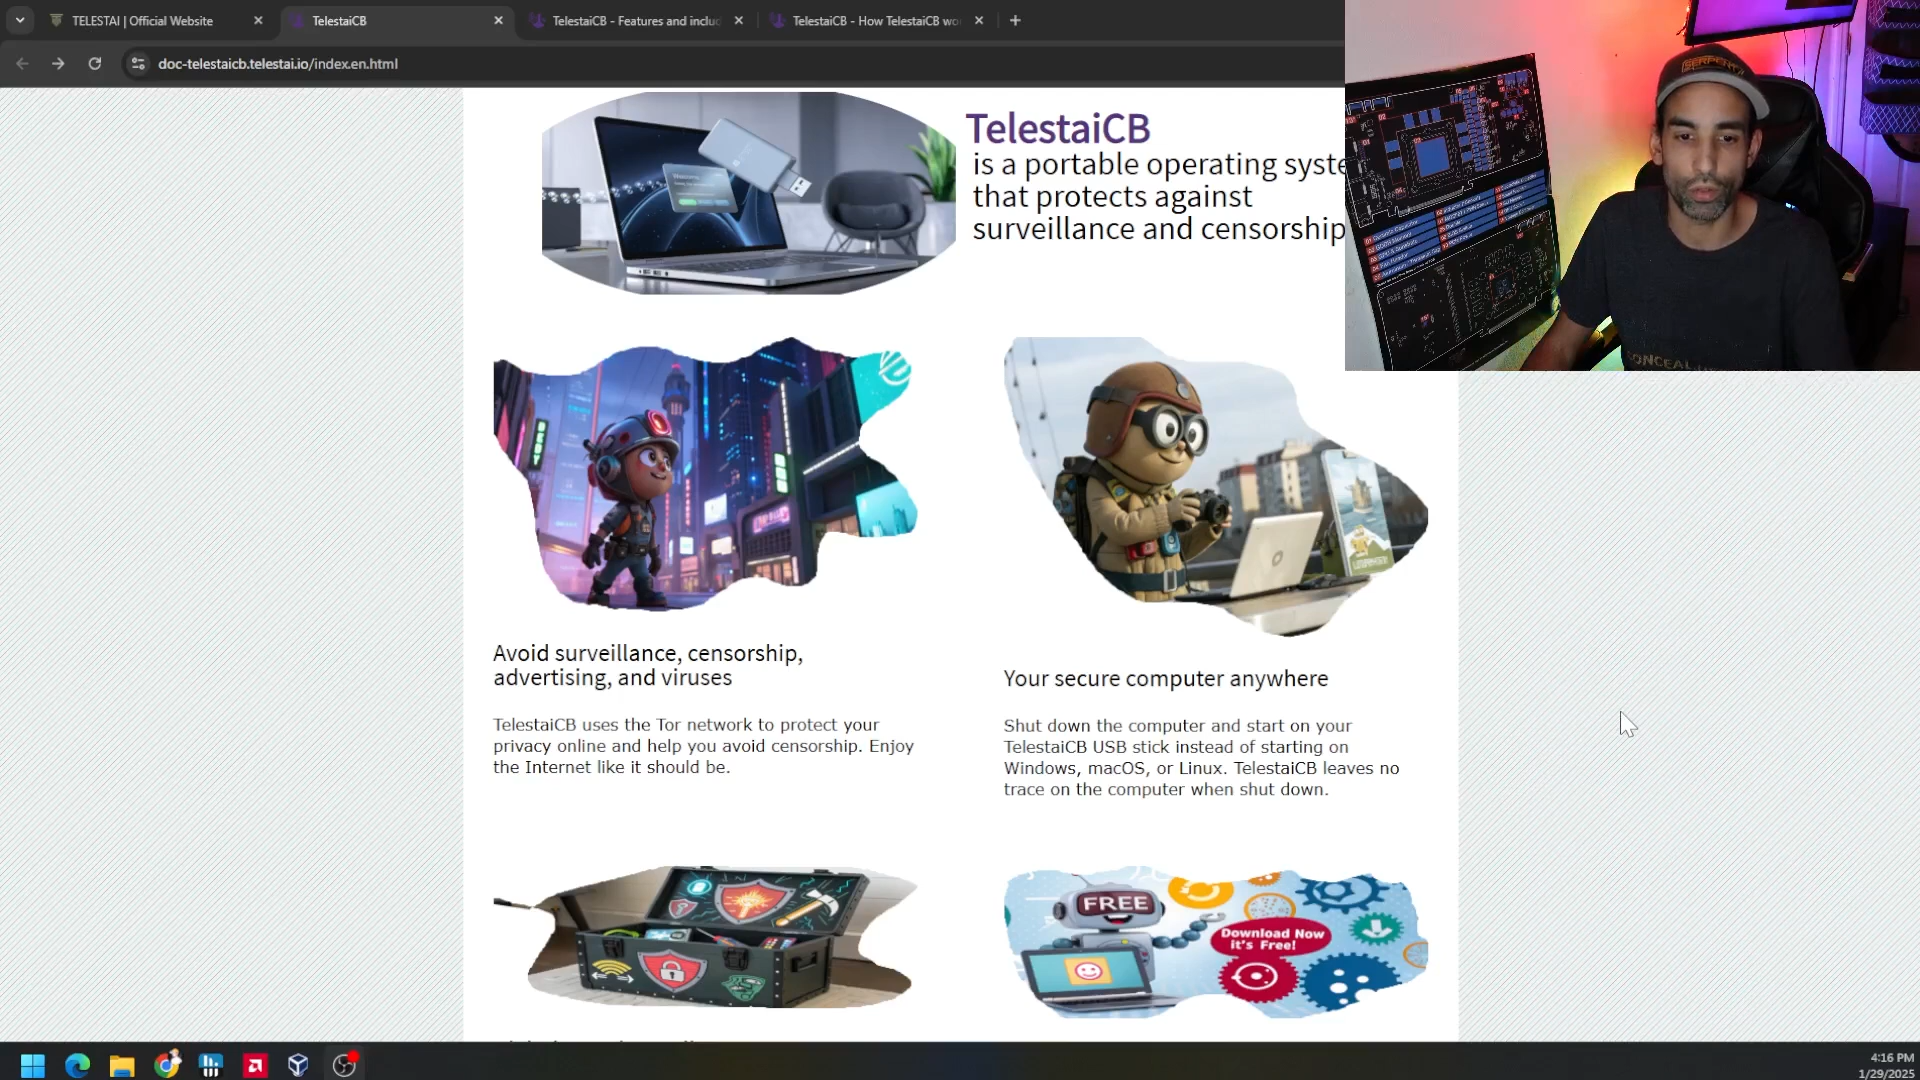 TELESTAI | Official Website
TelestaiCB
TelestaiCB - Features and inclu
TelestaiCB - How TelestaiCB wo
doc-telestaicb.telestai.io/index.en.html
TelestaiCB
is a portable operating syste
that protects against
surveillance and censorship
Avoid surveillance, censorship,
advertising, and viruses
TelestaiCB uses the Tor network to protect your
privacy online and help you avoid censorship. Enjoy
the Internet like it should be.
Your secure computer anywhere
Shut down the computer and start on your
TelestaiCB USB stick instead of starting on
Windows, macOS, or Linux. TelestaiCB leaves no
trace on the computer when shut down.
FREE
Download Now
it's Free!
4:16 PM
1/29/2025